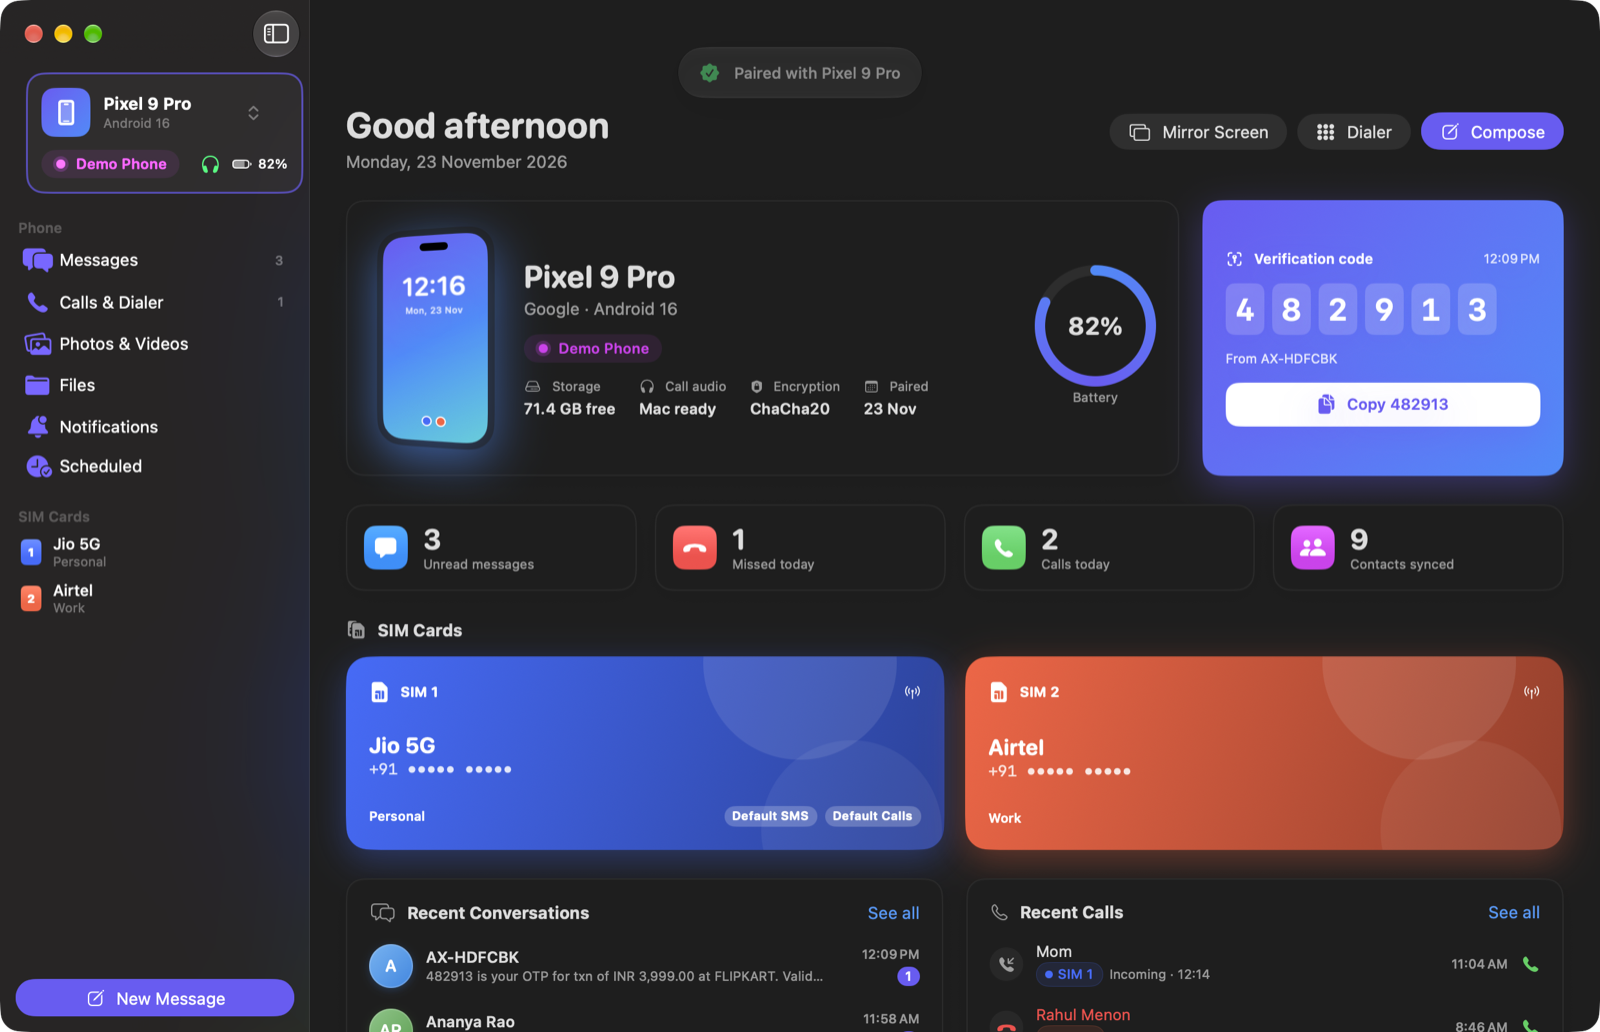 Pixel 9 Pro
Android 16
Demo Phone
82%
Phone
Messages 3
Calls & Dialer 1
Photos & Videos
Files
Notifications
Scheduled
SIM Cards
1 Jio 5G
Personal
2 Airtel
Work
New Message
Paired with Pixel 9 Pro
Good afternoon
Monday, 23 November 2026
Mirror Screen
Dialer
Compose
12:16
Mon, 23 Nov
Pixel 9 Pro
Google · Android 16
Demo Phone
Storage
71.4 GB free
Call audio
Mac ready
Encryption
ChaCha20
Paired
23 Nov
82%
Battery
Verification code 12:09 PM
4 8 2 9 1 3
From AX-HDFCBK
Copy 482913
3
Unread messages
1
Missed today
2
Calls today
9
Contacts synced
SIM Cards
SIM 1
Jio 5G
+91 ••••• •••••
Personal
Default SMS
Default Calls
SIM 2
Airtel
+91 ••••• •••••
Work
Recent Conversations See all
A
AX-HDFCBK 12:09 PM
482913 is your OTP for txn of INR 3,999.00 at FLIPKART. Valid... 1
AR
Ananya Rao 11:58 AM
Recent Calls See all
Mom
SIM 1 Incoming · 12:14
11:04 AM
Rahul Menon
8:46 AM